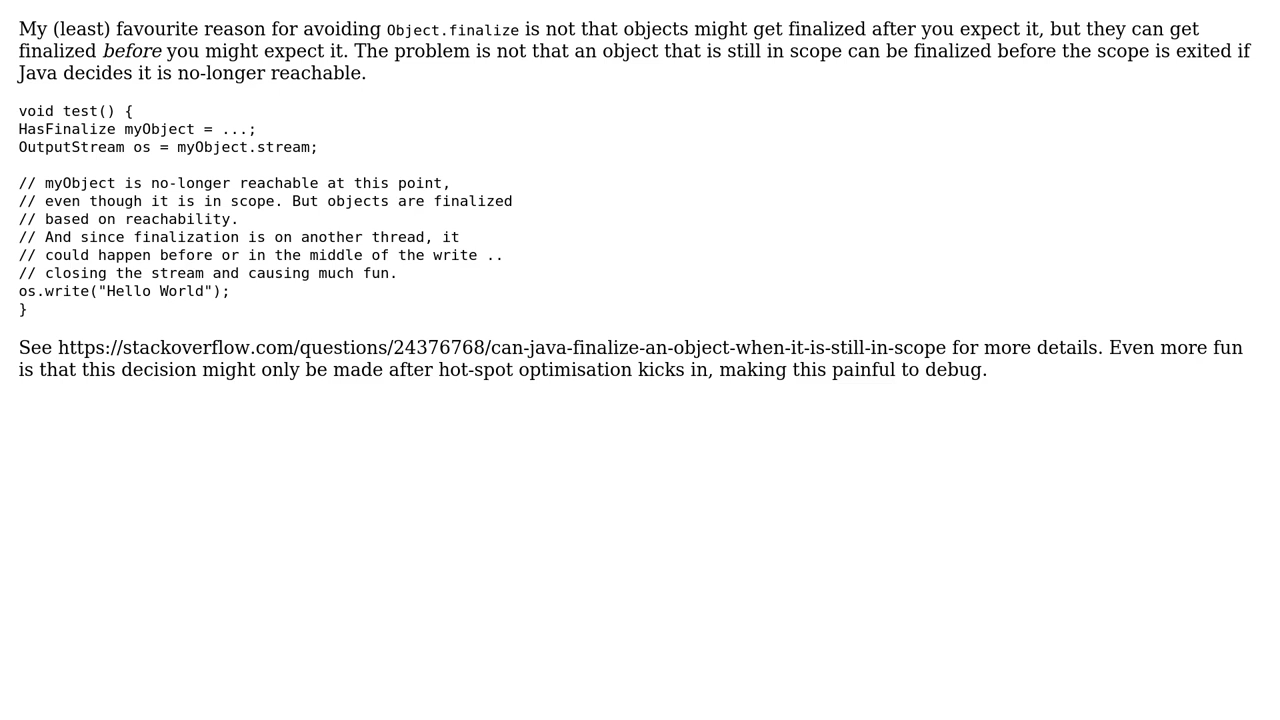 My (least) favourite reason for avoiding Object.finalize is not that objects might get finalized after you expect it, but they can get
finalized before you might expect it. The problem is not that an object that is still in scope can be finalized before the scope is exited if
Java decides it is no-longer reachable.
void test() {
HasFinalize myObject = ...;
OutputStream os = myObject.stream;
// myObject is no-longer reachable at this point,
// even though it is in scope. But objects are finalized
// based on reachability.
// And since finalization is on another thread, it
// could happen before or in the middle of the write ..
// closing the stream and causing much fun.
os.write("Hello World");
}
See https://stackoverflow.com/questions/24376768/can-java-finalize-an-object-when-it-is-still-in-scope for more details. Even more fun
is that this decision might only be made after hot-spot optimisation kicks in, making this painful to debug.